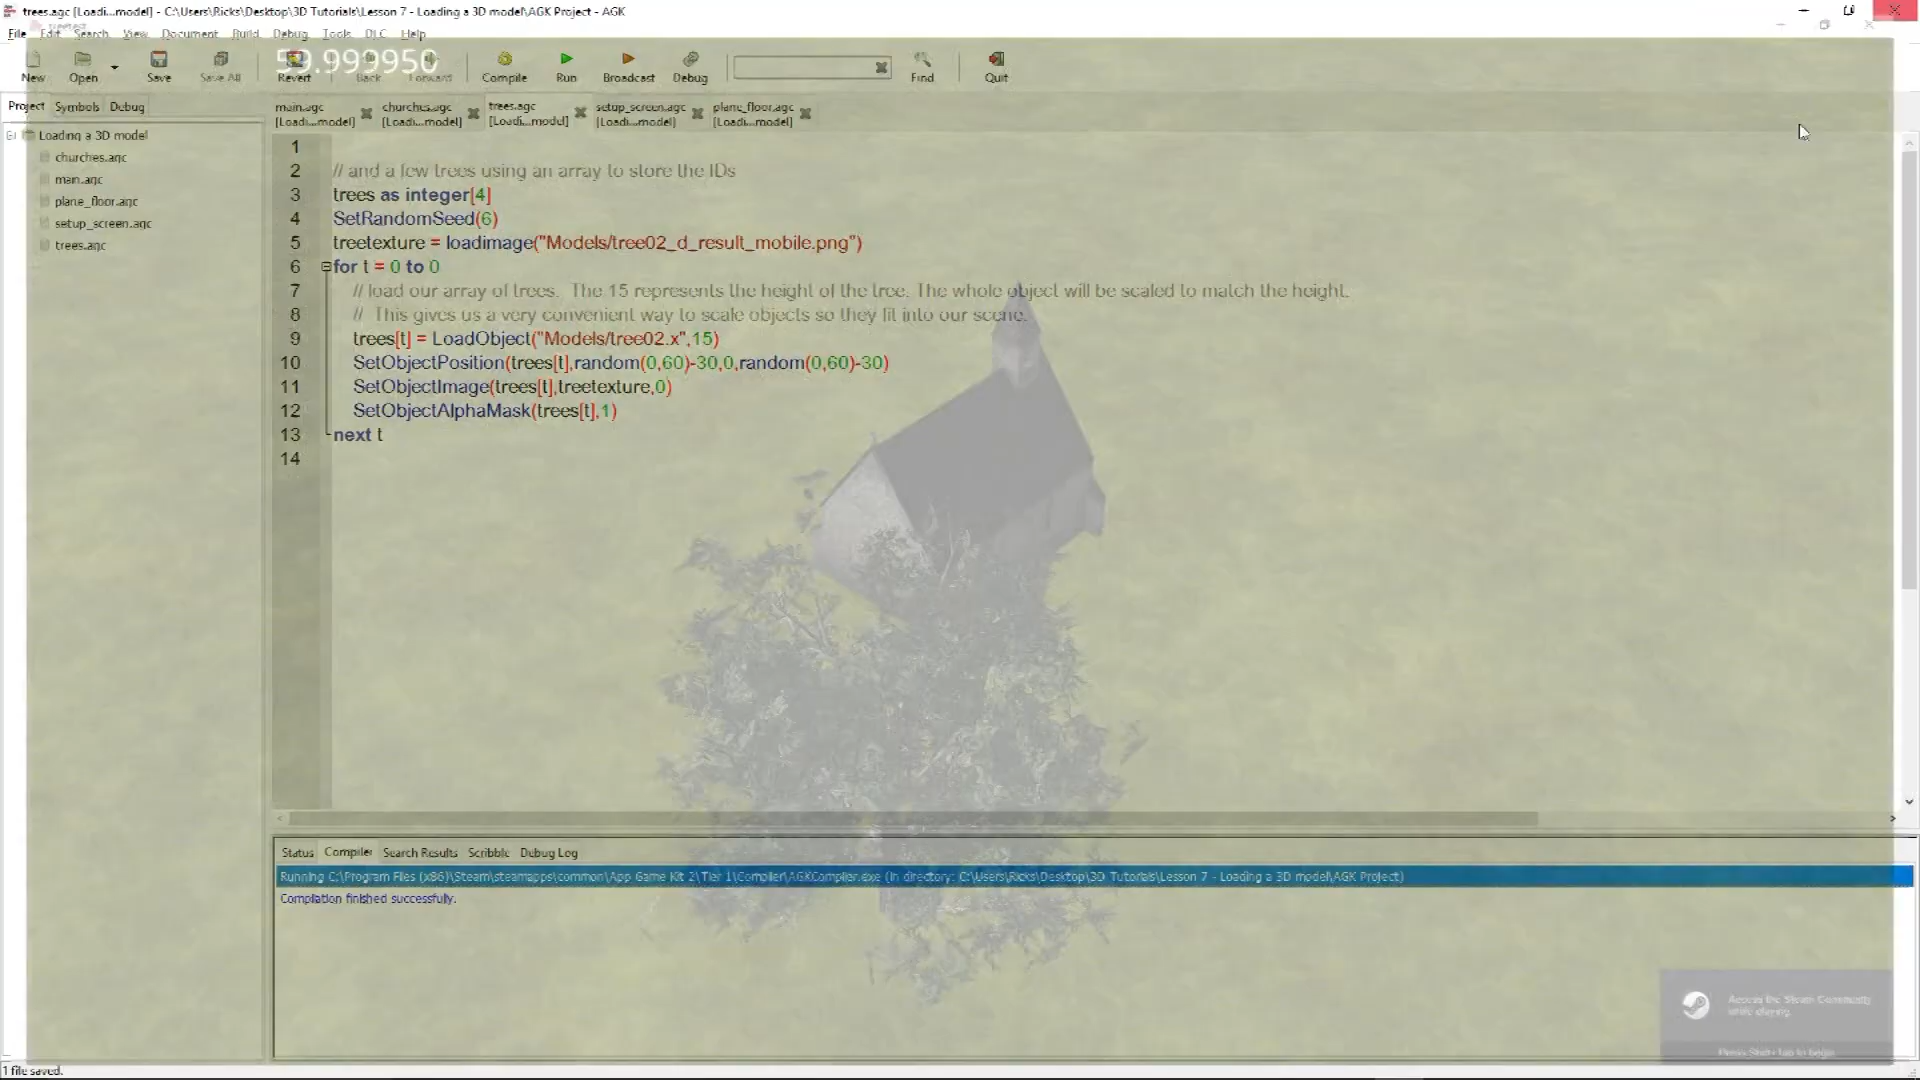 trees.agc [Loadi...model] - C:\Users\Ricks\Desktop\3D Tutorials\Lesson 7 - Loading a 3D model\AGK Project - AGK
File Edit Search View Document Build Debug Tools DLC Help
59.999950
New Open Save Save All Revert Back Forward Compile Run Broadcast Debug Find Quit
Project Symbols Debug
main.agc [Loadi...model] churches.agc [Loadi...model] trees.agc [Loadi...model] setup_screen.agc [Loadi...model] plane_floor.agc [Loadi...model]
Loading a 3D model
churches.agc
main.agc
plane_floor.agc
setup_screen.agc
trees.agc
1
2 // and a few trees using an array to store the IDs
3 trees as integer[4]
4 SetRandomSeed(6)
5 treetexture = loadimage("Models/tree02_d_result_mobile.png")
6 for t = 0 to 0
7 // load our array of trees. The 15 represents the height of the tree. The whole object will be scaled to match the height.
8 // This gives us a very convenient way to scale objects so they fit into our scene.
9 trees[t] = LoadObject("Models/tree02.x",15)
10 SetObjectPosition(trees[t],random(0,60)-30,0,random(0,60)-30)
11 SetObjectImage(trees[t],treetexture,0)
12 SetObjectAlphaMask(trees[t],1)
13 next t
14
Status Compiler Search Results Scribble Debug Log
Running C:\Program Files (x86)\Steam\steamapps\common\App Game Kit 2\Tier 1\Compiler\AGKCompiler.exe (in directory: C:\Users\Ricks\Desktop\3D Tutorials\Lesson 7 - Loading a 3D model\AGK Project)
Compilation finished successfully.
Access the Steam Community
while playing.
Press Shift+Tab to begin
1 file saved.